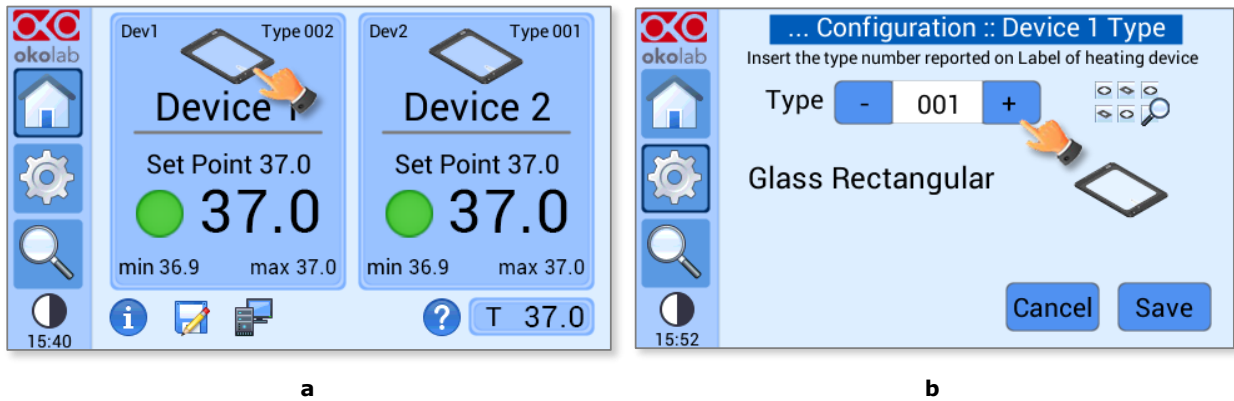 okolab
Dev1
Type 002
Device 1
Set Point 37.0
37.0
min 36.9
max 37.0
Dev2
Type 001
Device 2
Set Point 37.0
37.0
min 36.9
max 37.0
15:40
i
?
T 37.0
a
okolab
... Configuration :: Device 1 Type
Insert the type number reported on Label of heating device
Type - 001 +
Glass Rectangular
Cancel
Save
15:52
b